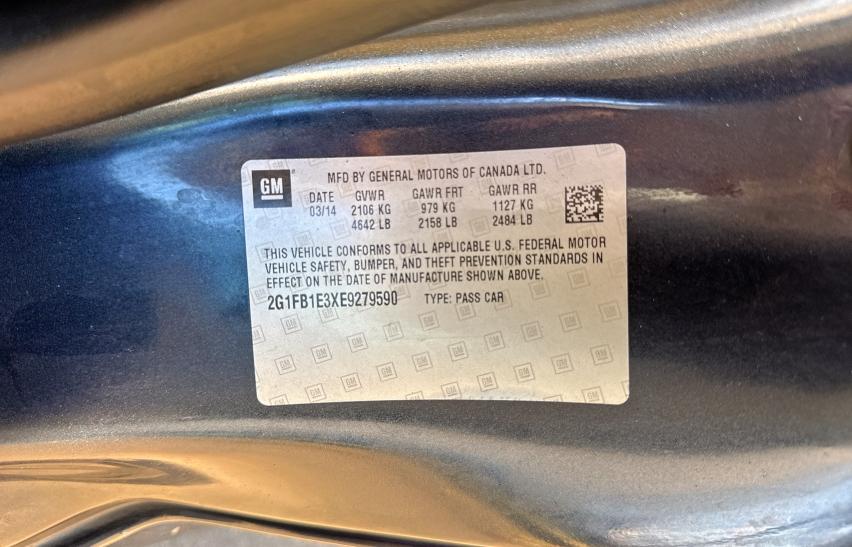 MFD BY GENERAL MOTORS OF CANADA LTD.
GM
DATE GVWR GAWR FRT GAWR RR
03/14 2106 KG 979 KG 1127 KG
4642 LB 2158 LB 2484 LB
THIS VEHICLE CONFORMS TO ALL APPLICABLE U.S. FEDERAL MOTOR
VEHICLE SAFETY, BUMPER, AND THEFT PREVENTION STANDARDS IN
EFFECT ON THE DATE OF MANUFACTURE SHOWN ABOVE.
2G1FB1E3XE9279590 TYPE: PASS CAR